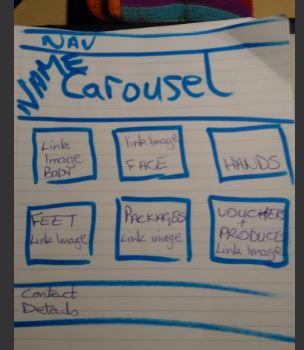 NAV
NAME
Carousel
Link
Image
BODY
Link Image
FACE
HANDS
FEET
Link Image
PACKAGES
Link image
VOUCHERS
+
PRODUCTS
Link Image
Contact
Details